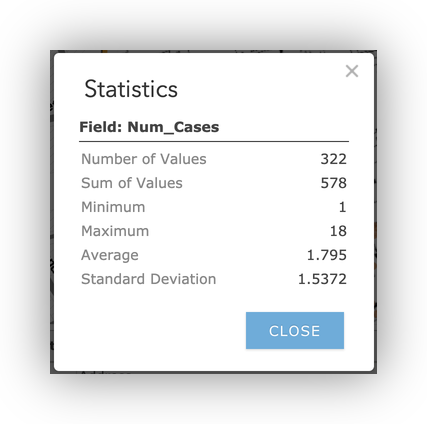 Statistics
Field: Num_Cases
Number of Values 322
Sum of Values 578
Minimum 1
Maximum 18
Average 1.795
Standard Deviation 1.5372
CLOSE